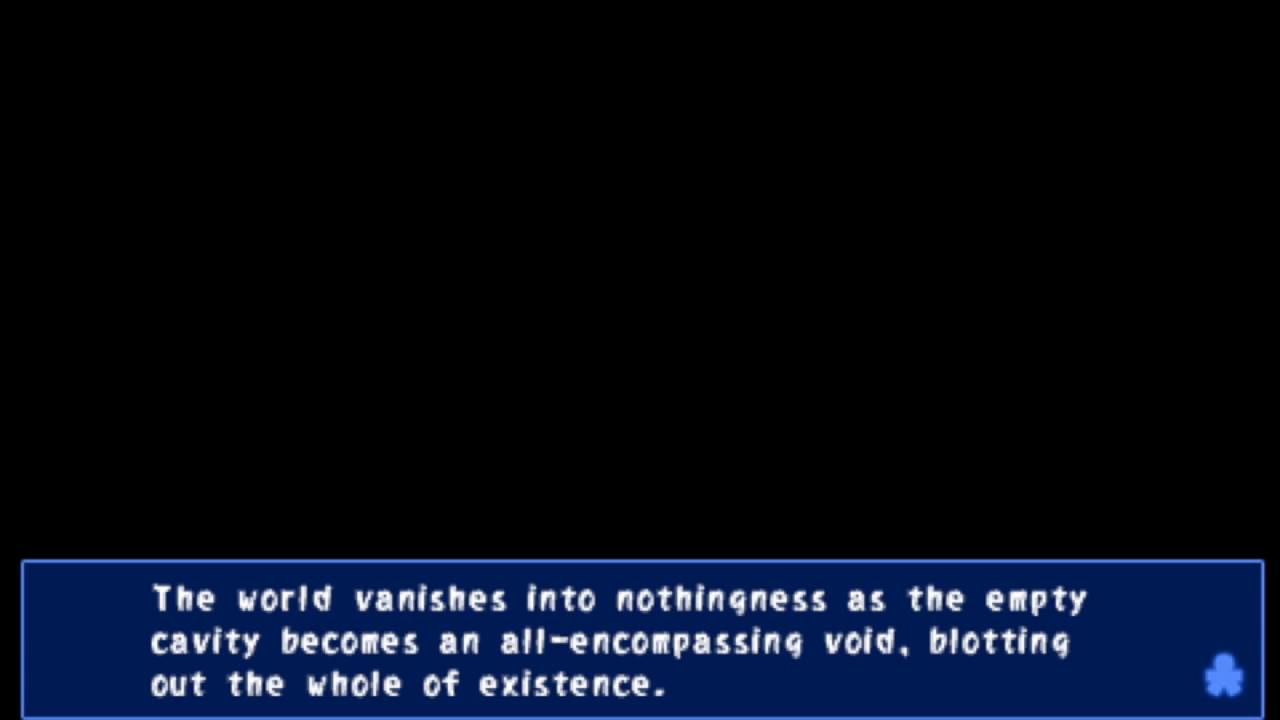 The world vanishes into nothingness as the empty
cavity becomes an all-encompassing void, blotting
out the whole of existence.